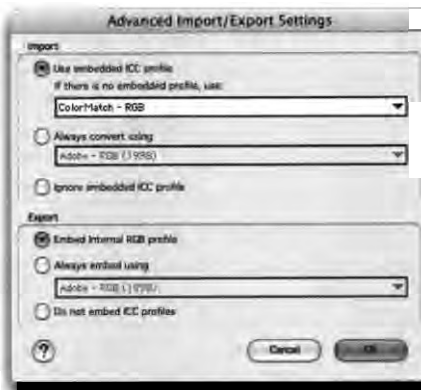 Advanced Import/Export Settings
Import
Use embedded ICC profile
If there is no embedded profile, use:
ColorMatch - RGB
Always convert using
Adobe - RGB (1998)
Ignore embedded ICC profile
Export
Embed Internal RGB profile
Always embed using
Adobe - RGB (1998)
Do not embed ICC profiles
?
Cancel
OK